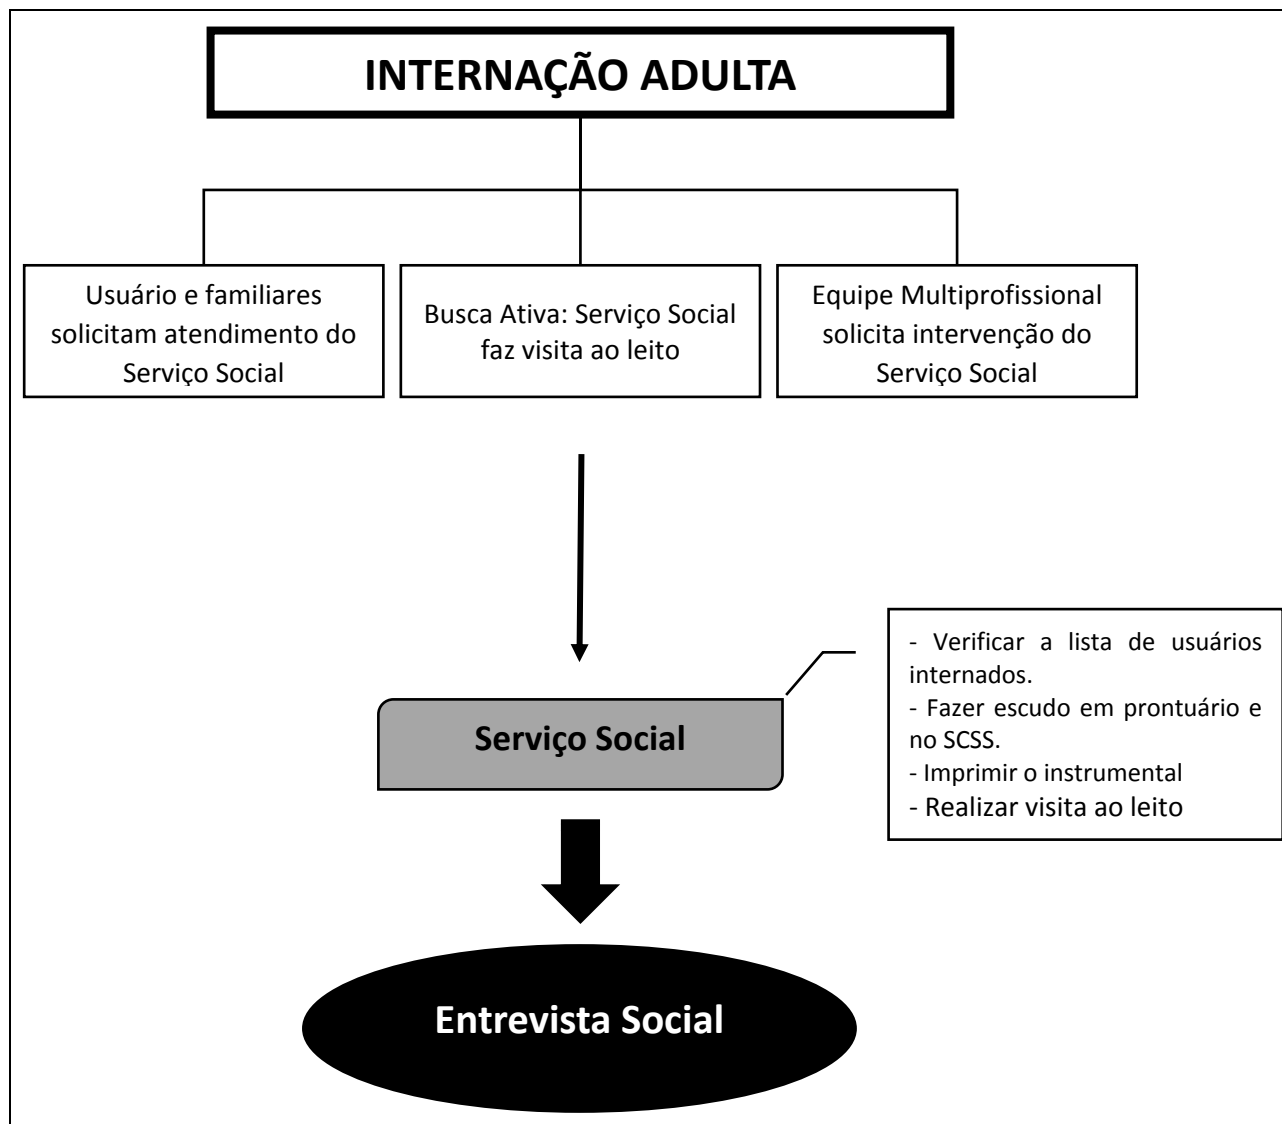 INTERNAÇÃO ADULTA
Usuário e familiares
solicitam atendimento do
Serviço Social
Busca Ativa: Serviço Social
faz visita ao leito
Equipe Multiprofissional
solicita intervenção do
Serviço Social
- Verificar a lista de usuários
internados.
- Fazer escudo em prontuário e
no SCSS.
- Imprimir o instrumental
- Realizar visita ao leito
Serviço Social
Entrevista Social